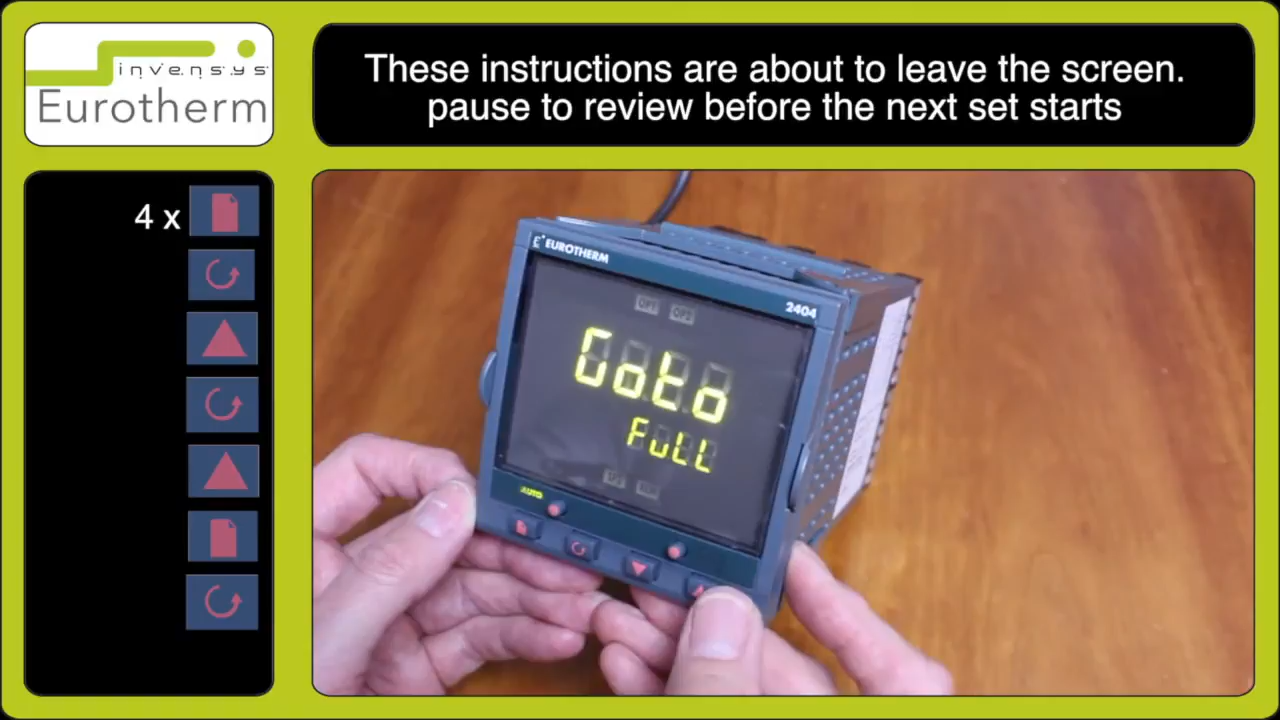 invensys
Eurotherm
These instructions are about to leave the screen.
pause to review before the next set starts
4 x
EUROTHERM
2404
OP1 OP2
Goto
FuLL
AUTO